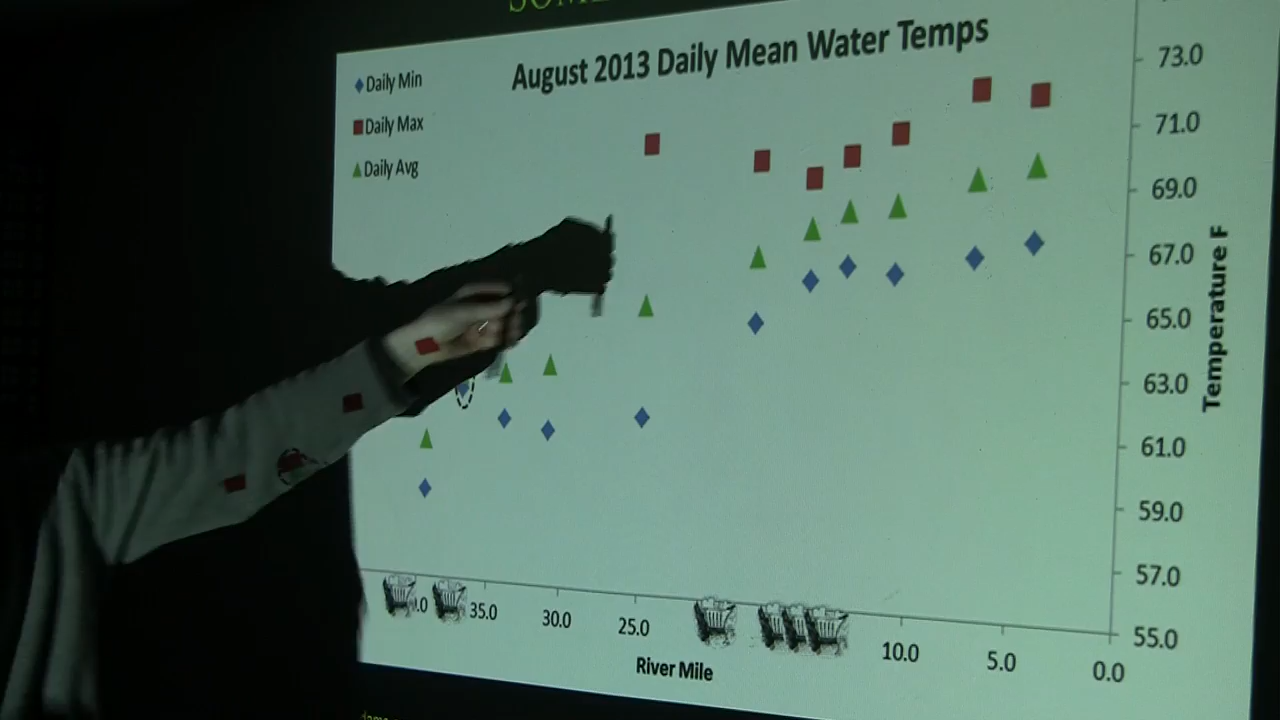 August 2013 Daily Mean Water Temps
Daily Min
Daily Max
Daily Avg
73.0
71.0
69.0
67.0
65.0
63.0
61.0
59.0
57.0
55.0
Temperature F
35.0
30.0
25.0
10.0
5.0
0.0
River Mile